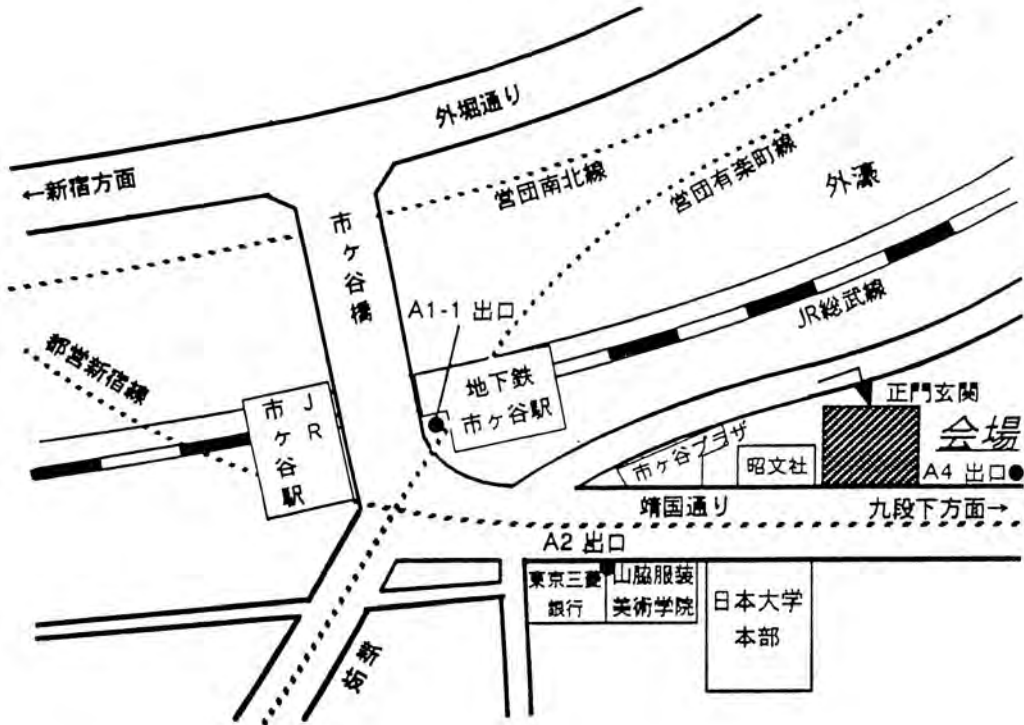 外堀通り
←新宿方面
営団南北線
営団有楽町線
外濠
市ヶ谷橋
A1-1 出口
JR総武線
都営新宿線
地下鉄
市ヶ谷駅
JR
市ヶ谷駅
正門玄関
会場
市ヶ谷プラザ
昭文社
A4 出口
靖国通り
九段下方面→
A2 出口
東京三菱
銀行
山脇服装
美術学院
日本大学
本部
新坂